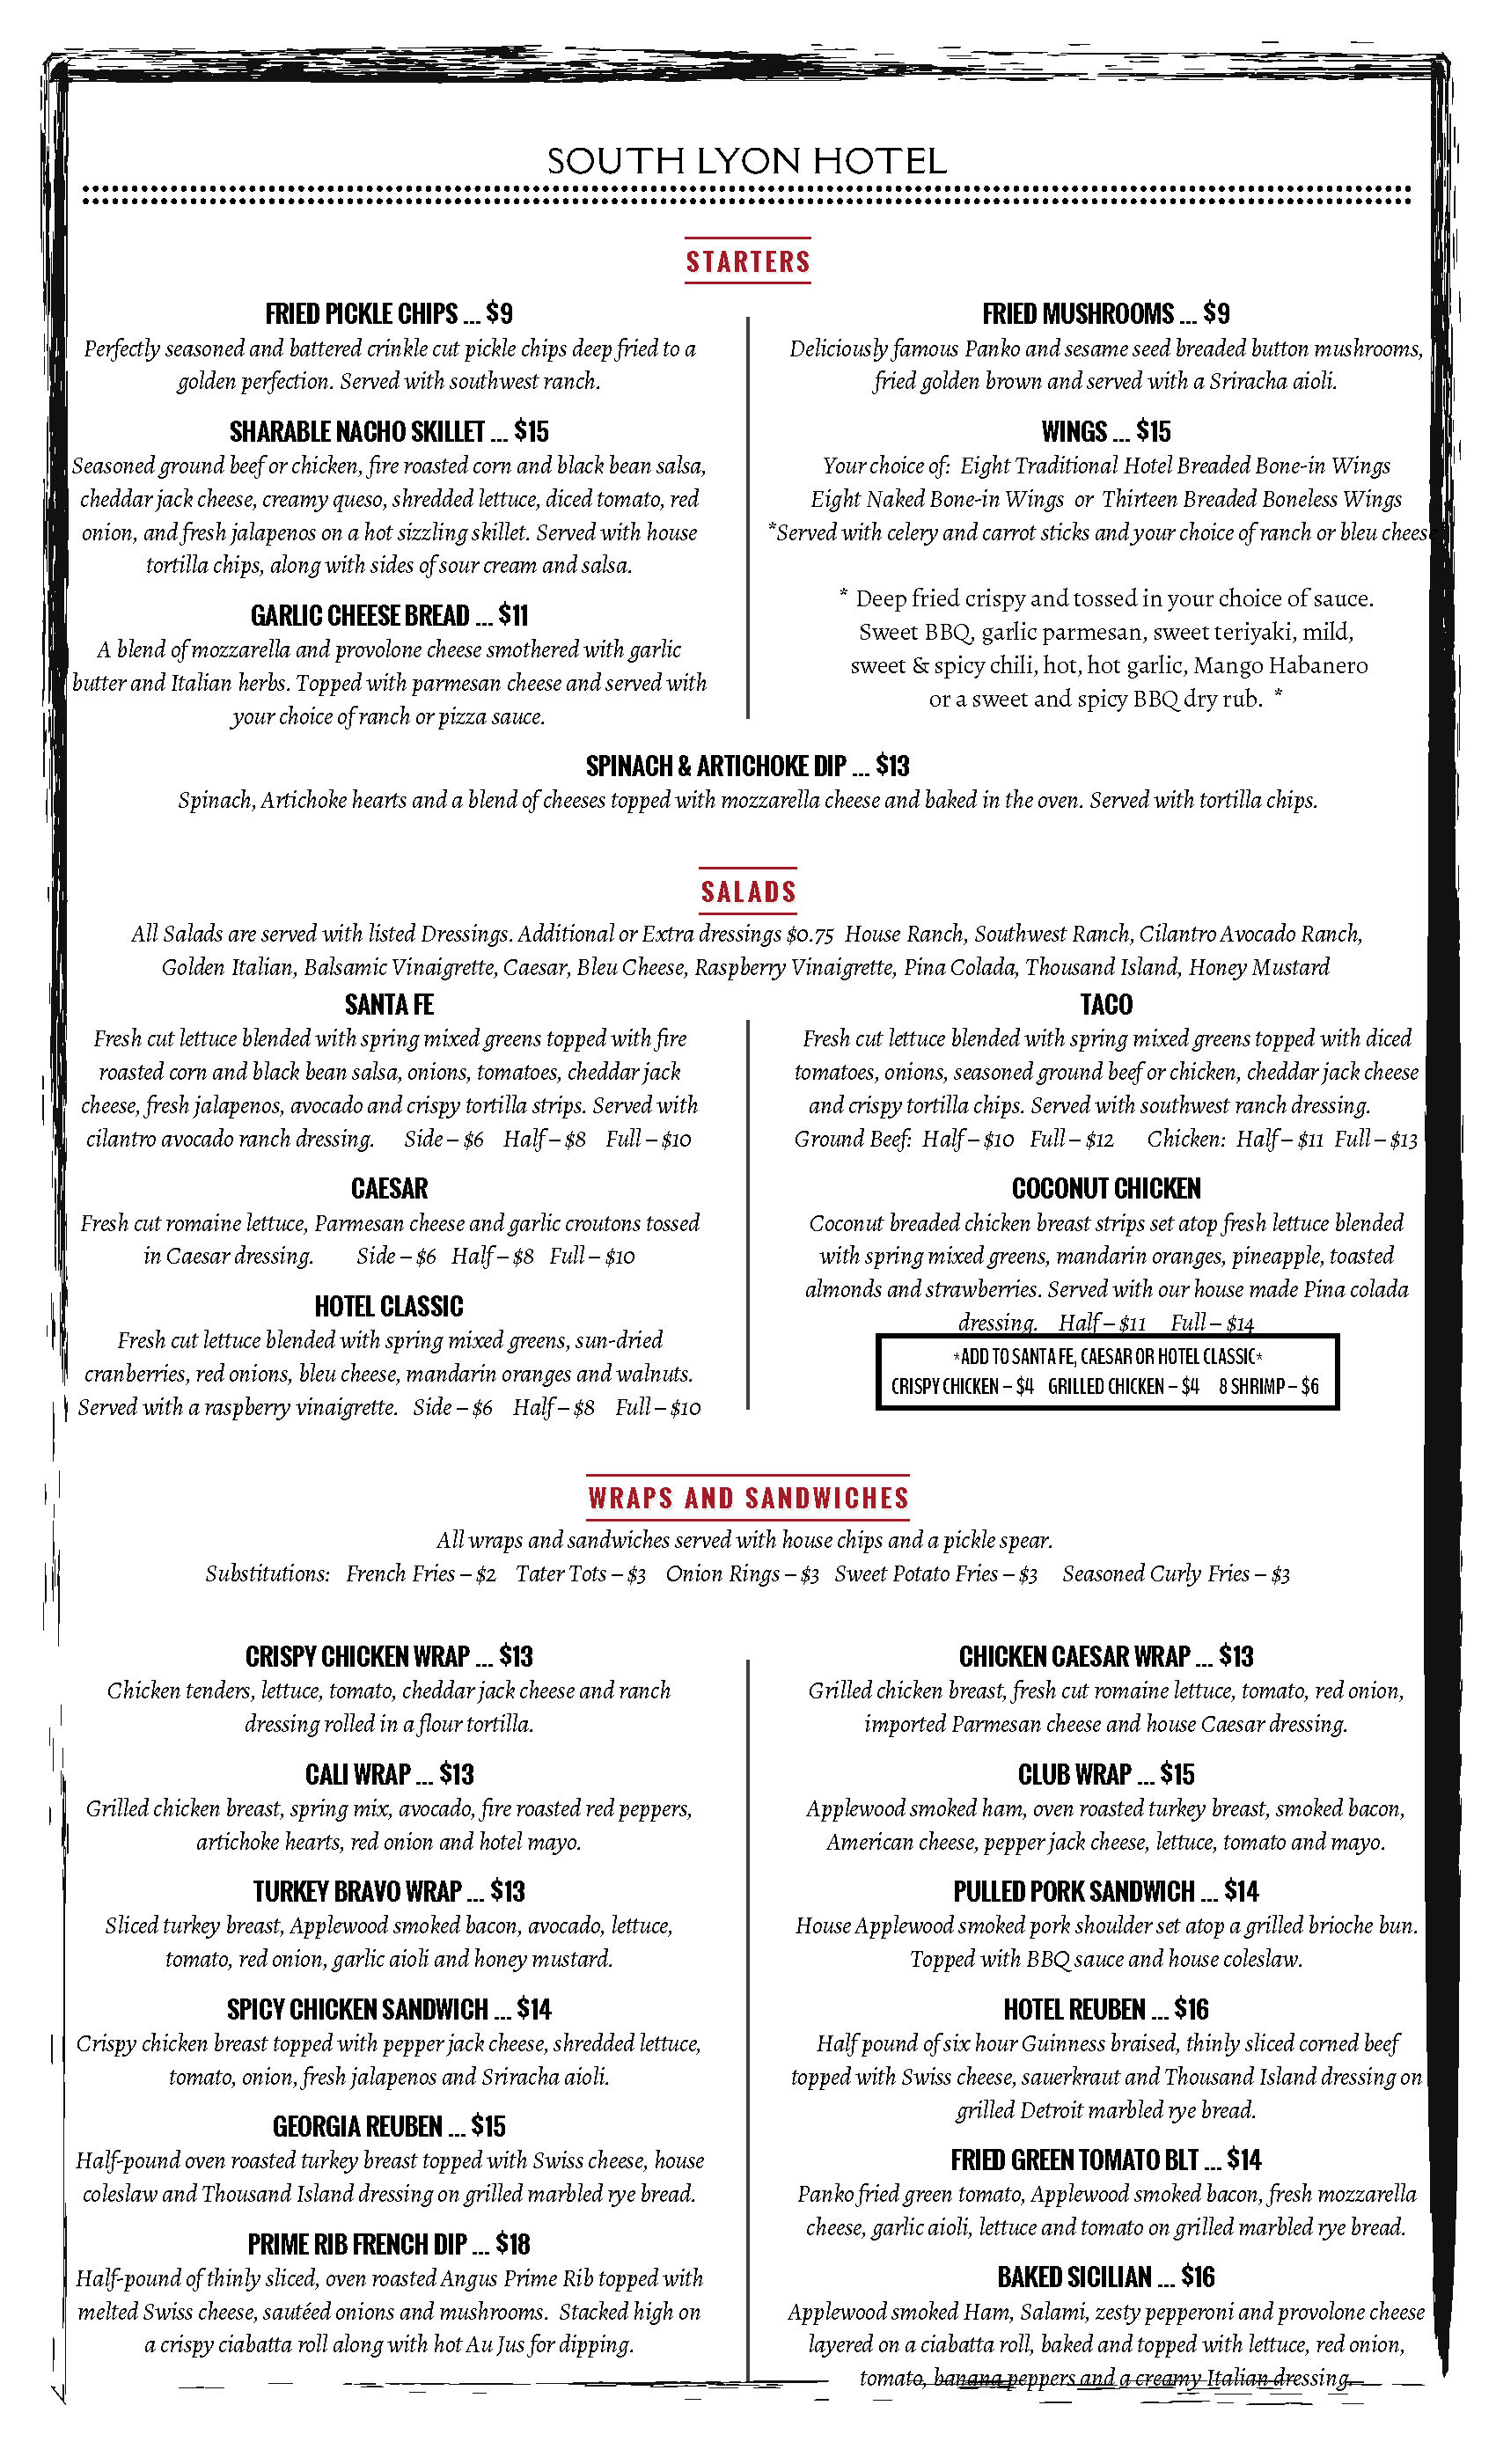 SOUTH LYON HOTEL
STARTERS
FRIED PICKLE CHIPS ... $9
Perfectly seasoned and battered crinkle cut pickle chips deep fried to a
golden perfection. Served with southwest ranch.
SHARABLE NACHO SKILLET ... $15
Seasoned ground beef or chicken, fire roasted corn and black bean salsa,
cheddar jack cheese, creamy queso, shredded lettuce, diced tomato, red
onion, and fresh jalapenos on a hot sizzling skillet. Served with house
tortilla chips, along with sides of sour cream and salsa.
GARLIC CHEESE BREAD ... $11
A blend of mozzarella and provolone cheese smothered with garlic
butter and Italian herbs. Topped with parmesan cheese and served with
your choice of ranch or pizza sauce.
FRIED MUSHROOMS ... $9
Deliciously famous Panko and sesame seed breaded button mushrooms,
fried golden brown and served with a Sriracha aioli.
WINGS ... $15
Your choice of: Eight Traditional Hotel Breaded Bone-in Wings
Eight Naked Bone-in Wings or Thirteen Breaded Boneless Wings
*Served with celery and carrot sticks and your choice of ranch or bleu cheese
* Deep fried crispy and tossed in your choice of sauce.
Sweet BBQ, garlic parmesan, sweet teriyaki, mild,
sweet & spicy chili, hot, hot garlic, Mango Habanero
or a sweet and spicy BBQ dry rub. *
SPINACH & ARTICHOKE DIP ... $13
Spinach, Artichoke hearts and a blend of cheeses topped with mozzarella cheese and baked in the oven. Served with tortilla chips.
SALADS
All Salads are served with listed Dressings. Additional or Extra dressings $0.75 House Ranch, Southwest Ranch, Cilantro Avocado Ranch,
Golden Italian, Balsamic Vinaigrette, Caesar, Bleu Cheese, Raspberry Vinaigrette, Pina Colada, Thousand Island, Honey Mustard
SANTA FE
Fresh cut lettuce blended with spring mixed greens topped with fire
roasted corn and black bean salsa, onions, tomatoes, cheddar jack
cheese, fresh jalapenos, avocado and crispy tortilla strips. Served with
cilantro avocado ranch dressing. Side – $6 Half – $8 Full – $10
CAESAR
Fresh cut romaine lettuce, Parmesan cheese and garlic croutons tossed
in Caesar dressing. Side – $6 Half – $8 Full – $10
HOTEL CLASSIC
Fresh cut lettuce blended with spring mixed greens, sun-dried
cranberries, red onions, bleu cheese, mandarin oranges and walnuts.
Served with a raspberry vinaigrette. Side – $6 Half – $8 Full – $10
TACO
Fresh cut lettuce blended with spring mixed greens topped with diced
tomatoes, onions, seasoned ground beef or chicken, cheddar jack cheese
and crispy tortilla chips. Served with southwest ranch dressing.
Ground Beef: Half – $10 Full – $12 Chicken: Half – $11 Full – $13
COCONUT CHICKEN
Coconut breaded chicken breast strips set atop fresh lettuce blended
with spring mixed greens, mandarin oranges, pineapple, toasted
almonds and strawberries. Served with our house made Pina colada
dressing. Half – $11 Full – $14
*ADD TO SANTA FE, CAESAR OR HOTEL CLASSIC*
CRISPY CHICKEN – $4 GRILLED CHICKEN – $4 8 SHRIMP – $6
WRAPS AND SANDWICHES
All wraps and sandwiches served with house chips and a pickle spear.
Substitutions: French Fries – $2 Tater Tots – $3 Onion Rings – $3 Sweet Potato Fries – $3 Seasoned Curly Fries – $3
CRISPY CHICKEN WRAP ... $13
Chicken tenders, lettuce, tomato, cheddar jack cheese and ranch
dressing rolled in a flour tortilla.
CALI WRAP ... $13
Grilled chicken breast, spring mix, avocado, fire roasted red peppers,
artichoke hearts, red onion and hotel mayo.
TURKEY BRAVO WRAP ... $13
Sliced turkey breast, Applewood smoked bacon, avocado, lettuce,
tomato, red onion, garlic aioli and honey mustard.
SPICY CHICKEN SANDWICH ... $14
Crispy chicken breast topped with pepper jack cheese, shredded lettuce,
tomato, onion, fresh jalapenos and Sriracha aioli.
GEORGIA REUBEN ... $15
Half-pound oven roasted turkey breast topped with Swiss cheese, house
coleslaw and Thousand Island dressing on grilled marbled rye bread.
PRIME RIB FRENCH DIP ... $18
Half-pound of thinly sliced, oven roasted Angus Prime Rib topped with
melted Swiss cheese, sautéed onions and mushrooms. Stacked high on
a crispy ciabatta roll along with hot Au Jus for dipping.
CHICKEN CAESAR WRAP ... $13
Grilled chicken breast, fresh cut romaine lettuce, tomato, red onion,
imported Parmesan cheese and house Caesar dressing.
CLUB WRAP ... $15
Applewood smoked ham, oven roasted turkey breast, smoked bacon,
American cheese, pepper jack cheese, lettuce, tomato and mayo.
PULLED PORK SANDWICH ... $14
House Applewood smoked pork shoulder set atop a grilled brioche bun.
Topped with BBQ sauce and house coleslaw.
HOTEL REUBEN ... $16
Half pound of six hour Guinness braised, thinly sliced corned beef
topped with Swiss cheese, sauerkraut and Thousand Island dressing on
grilled Detroit marbled rye bread.
FRIED GREEN TOMATO BLT ... $14
Panko fried green tomato, Applewood smoked bacon, fresh mozzarella
cheese, garlic aioli, lettuce and tomato on grilled marbled rye bread.
BAKED SICILIAN ... $16
Applewood smoked Ham, Salami, zesty pepperoni and provolone cheese
layered on a ciabatta roll, baked and topped with lettuce, red onion,
tomato, banana peppers and a creamy Italian dressing.